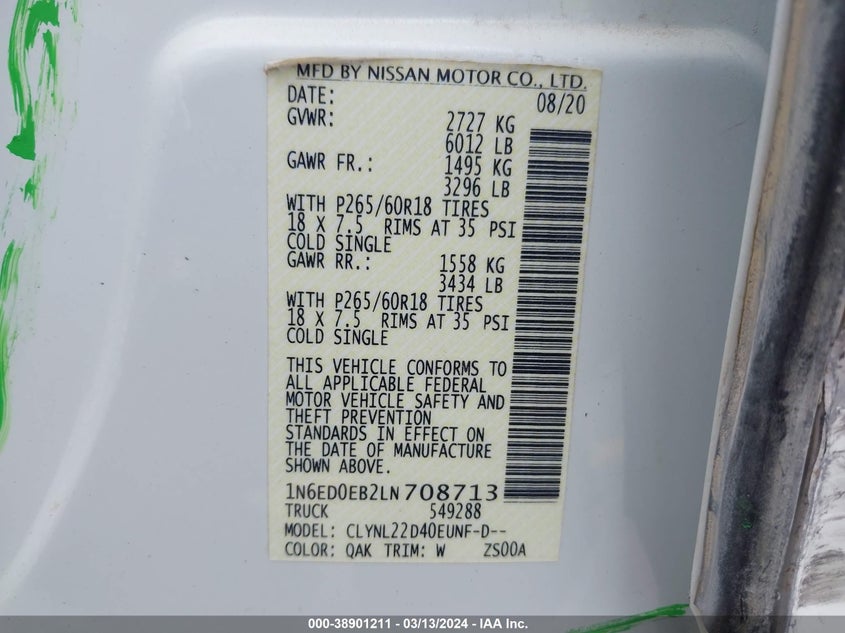 MFD BY NISSAN MOTOR CO., LTD.
DATE: 08/20
GVWR: 2727 KG
6012 LB
GAWR FR.: 1495 KG
3296 LB
WITH P265/60R18 TIRES
18 X 7.5 RIMS AT 35 PSI
COLD SINGLE
GAWR RR.: 1558 KG
3434 LB
WITH P265/60R18 TIRES
18 X 7.5 RIMS AT 35 PSI
COLD SINGLE
THIS VEHICLE CONFORMS TO
ALL APPLICABLE FEDERAL
MOTOR VEHICLE SAFETY AND
THEFT PREVENTION
STANDARDS IN EFFECT ON
THE DATE OF MANUFACTURE
SHOWN ABOVE.
1N6ED0EB2LN708713
TRUCK 549288
MODEL: CLYNL22D40EUNF-D--
COLOR: QAK TRIM: W ZS00A
000-38901211 - 03/13/2024 - IAA Inc.